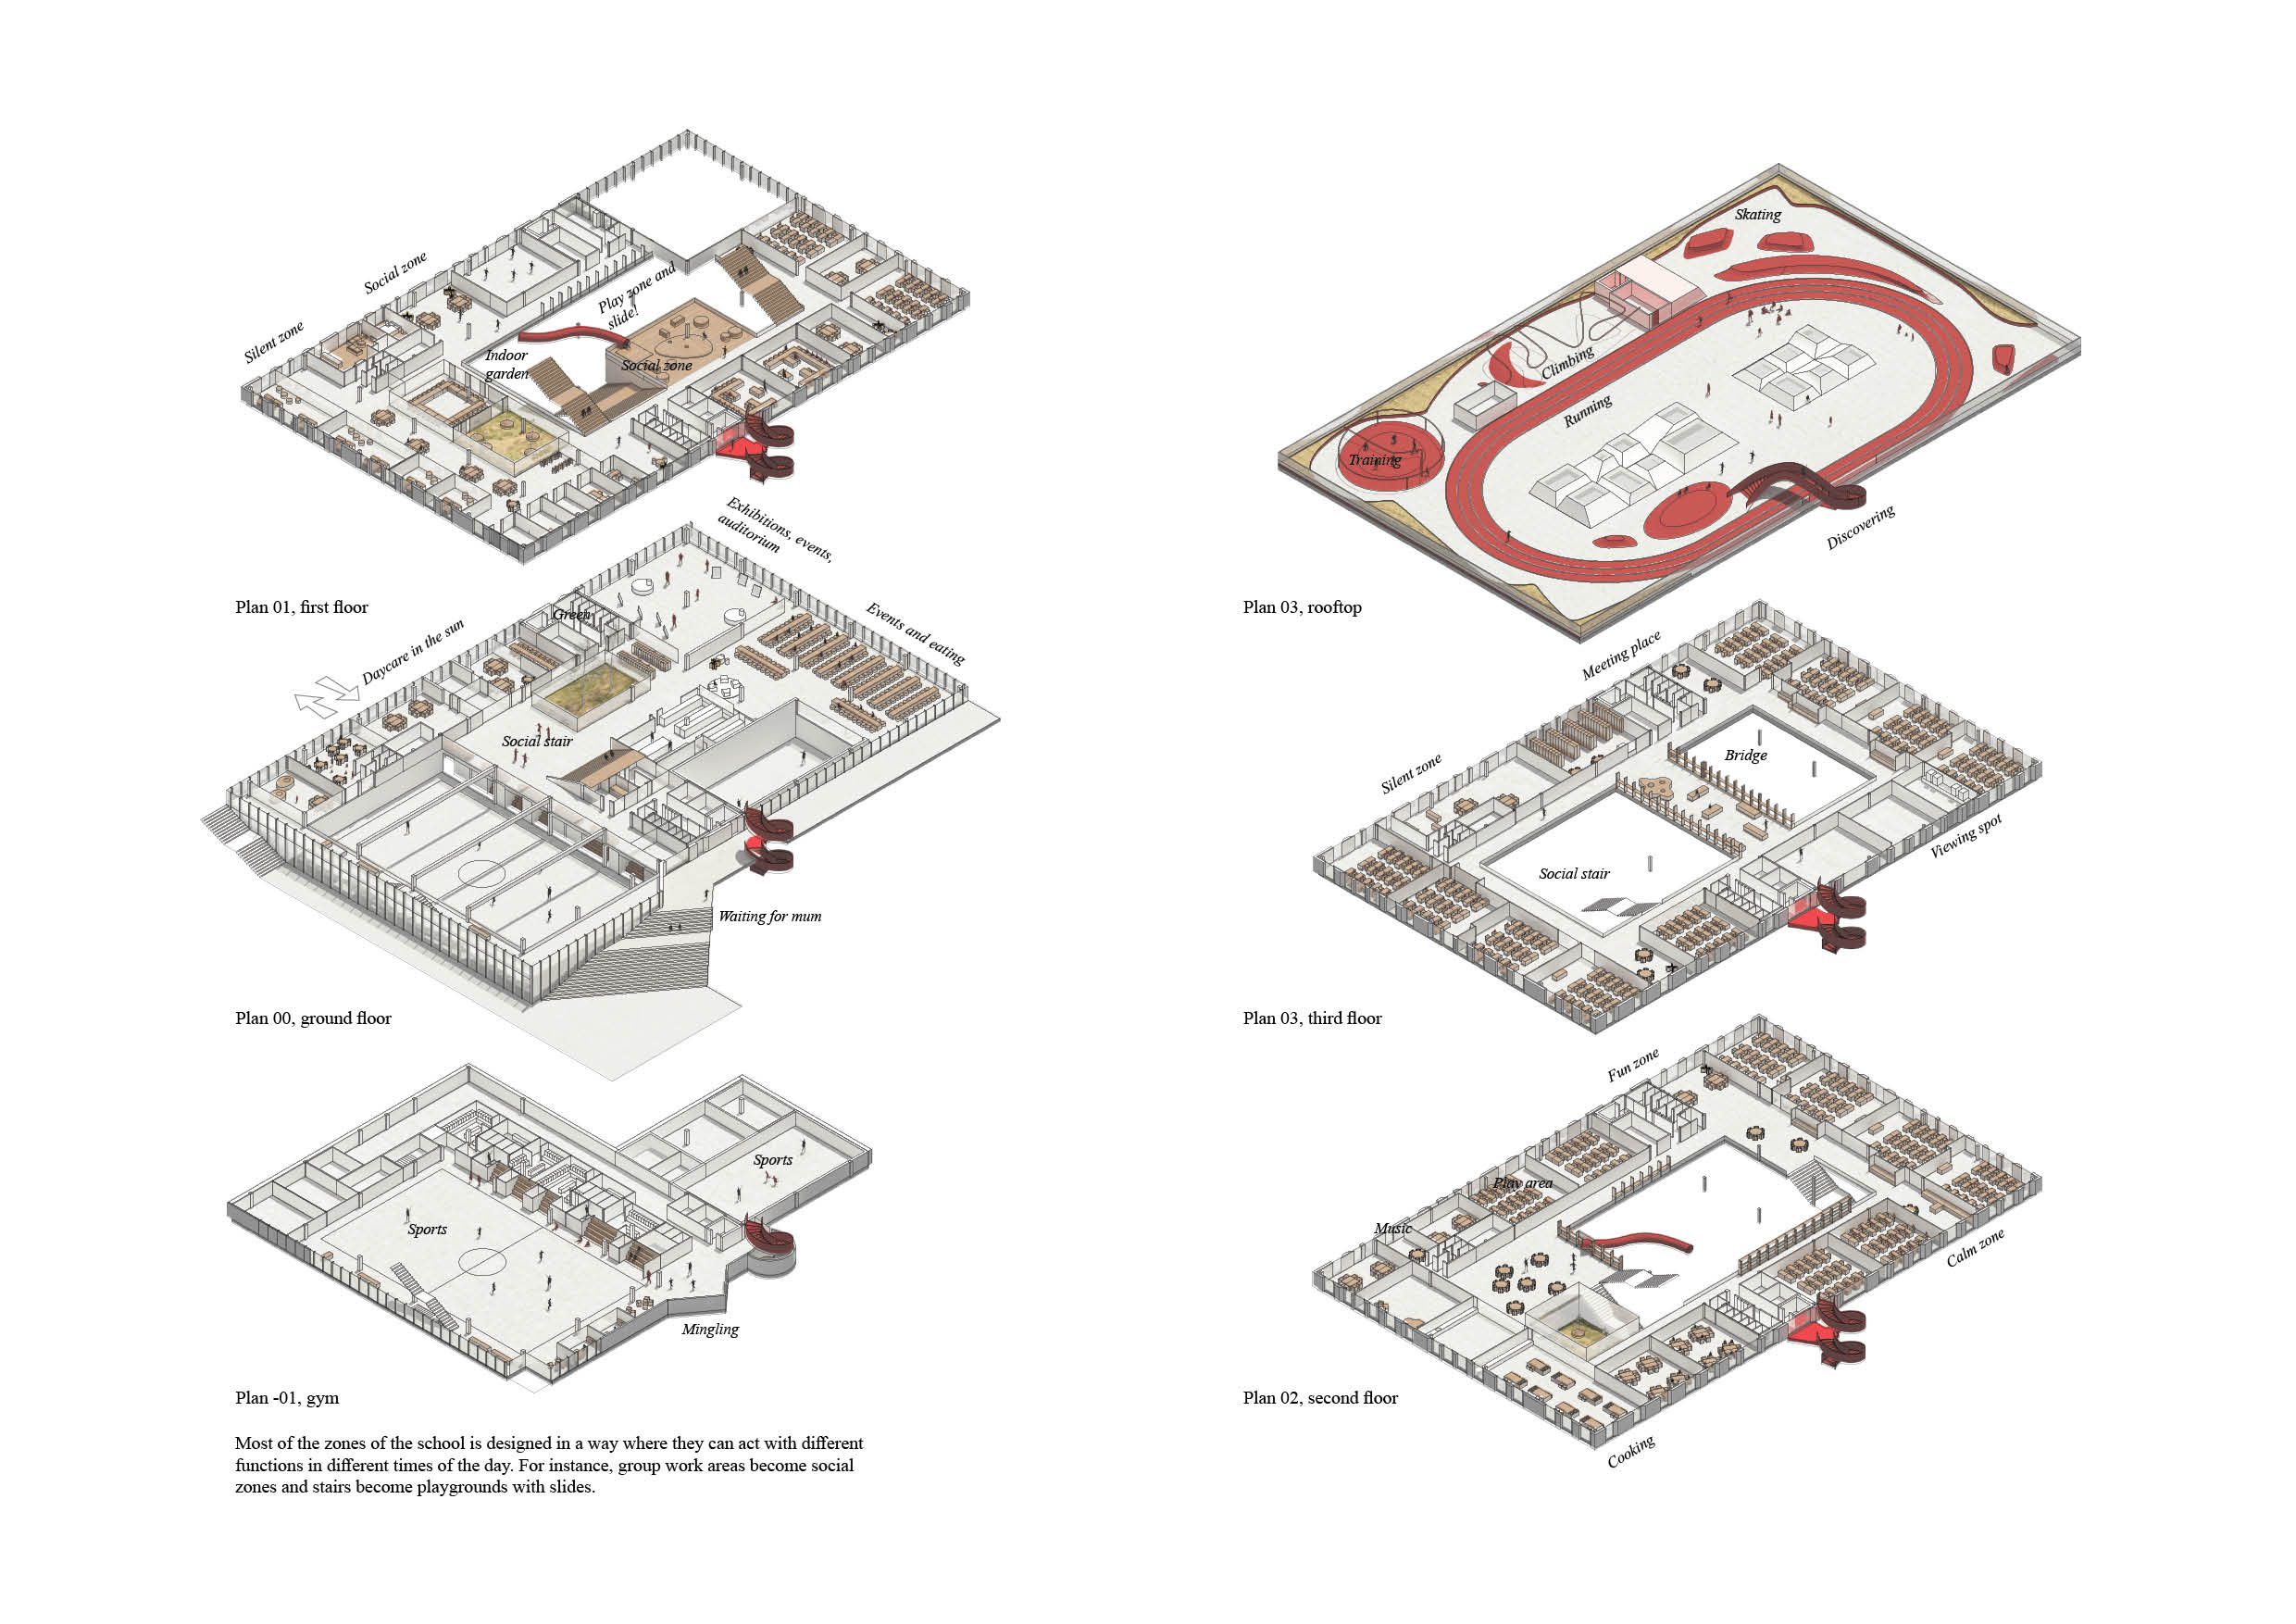 Social zone
Silent zone
Play zone and
slide!
Indoor
garden
Social zone
Plan 01, first floor
Exhibitions, events,
auditorium
Events and eating
Green
Daycare in the sun
Social stair
Waiting for mum
Plan 00, ground floor
Sports
Sports
Mingling
Plan -01, gym
Most of the zones of the school is designed in a way where they can act with different
functions in different times of the day. For instance, group work areas become social
zones and stairs become playgrounds with slides.
Skating
Climbing
Running
Training
Discovering
Plan 03, rooftop
Meeting place
Bridge
Silent zone
Viewing spot
Social stair
Plan 03, third floor
Fun zone
Play area
Music
Calm zone
Plan 02, second floor
Cooking